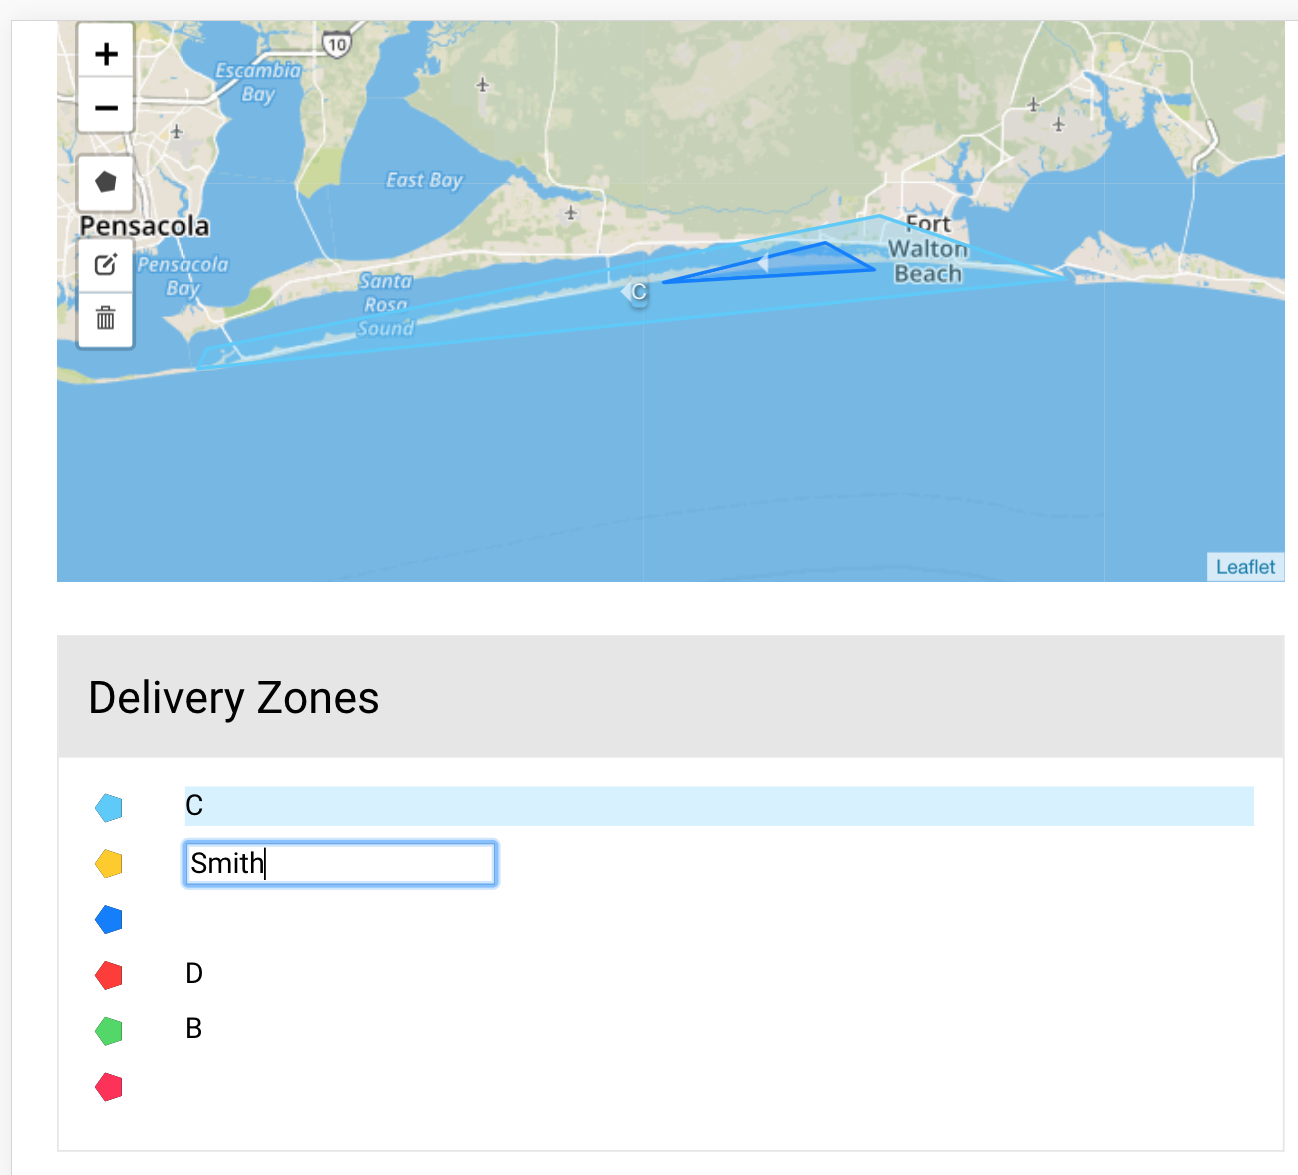 +
10
Escambia
Bay
−
East Bay
Pensacola
Fort
Walton
Beach
Pensacola
Bay
Santa
Rosa
Sound
C
Leaflet
Delivery Zones
C
Smith
D
B